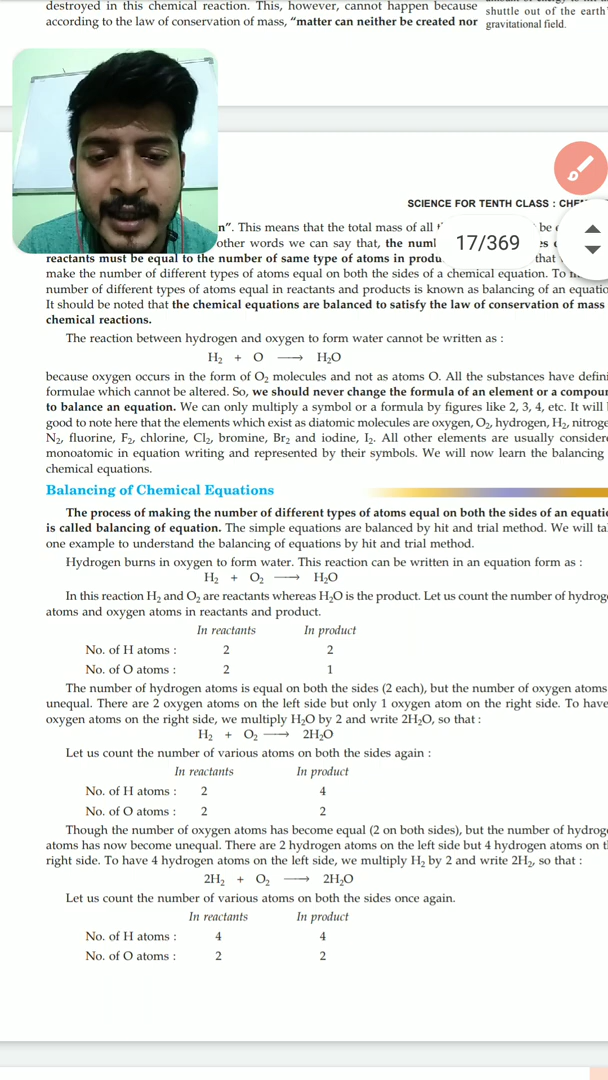 destroyed in this chemical reaction. This, however, cannot happen because
according to the law of conservation of mass, "matter can neither be created nor
shuttle out of the earth'
gravitational field.
SCIENCE FOR TENTH CLASS : CHE
n". This means that the total mass of all be
other words we can say that, the num
17/369
reactants must be equal to the number of same type of atoms in produ that
make the number of different types of atoms equal on both the sides of a chemical equation. To
number of different types of atoms equal in reactants and products is known as balancing of an equatio
It should be noted that the chemical equations are balanced to satisfy the law of conservation of mass
chemical reactions.
The reaction between hydrogen and oxygen to form water cannot be written as :
H₂ + O ⟶ H₂O
because oxygen occurs in the form of O₂ molecules and not as atoms O. All the substances have defini
formulae which cannot be altered. So, we should never change the formula of an element or a compour
to balance an equation. We can only multiply a symbol or a formula by figures like 2, 3, 4, etc. It will
good to note here that the elements which exist as diatomic molecules are oxygen, O₂, hydrogen, H₂, nitroge
N₂, fluorine, F₂, chlorine, Cl₂, bromine, Br₂ and iodine, I₂. All other elements are usually considere
monoatomic in equation writing and represented by their symbols. We will now learn the balancing
chemical equations.
Balancing of Chemical Equations
The process of making the number of different types of atoms equal on both the sides of an equati
is called balancing of equation. The simple equations are balanced by hit and trial method. We will ta
one example to understand the balancing of equations by hit and trial method.
Hydrogen burns in oxygen to form water. This reaction can be written in an equation form as :
H₂ + O₂ ⟶ H₂O
In this reaction H₂ and O₂ are reactants whereas H₂O is the product. Let us count the number of hydrog
atoms and oxygen atoms in reactants and product.
In reactants In product
No. of H atoms : 2 2
No. of O atoms : 2 1
The number of hydrogen atoms is equal on both the sides (2 each), but the number of oxygen atoms
unequal. There are 2 oxygen atoms on the left side but only 1 oxygen atom on the right side. To have
oxygen atoms on the right side, we multiply H₂O by 2 and write 2H₂O, so that :
H₂ + O₂ ⟶ 2H₂O
Let us count the number of various atoms on both the sides again :
In reactants In product
No. of H atoms : 2 4
No. of O atoms : 2 2
Though the number of oxygen atoms has become equal (2 on both sides), but the number of hydroge
atoms has now become unequal. There are 2 hydrogen atoms on the left side but 4 hydrogen atoms on t
right side. To have 4 hydrogen atoms on the left side, we multiply H₂ by 2 and write 2H₂, so that :
2H₂ + O₂ ⟶ 2H₂O
Let us count the number of various atoms on both the sides once again.
In reactants In product
No. of H atoms : 4 4
No. of O atoms : 2 2